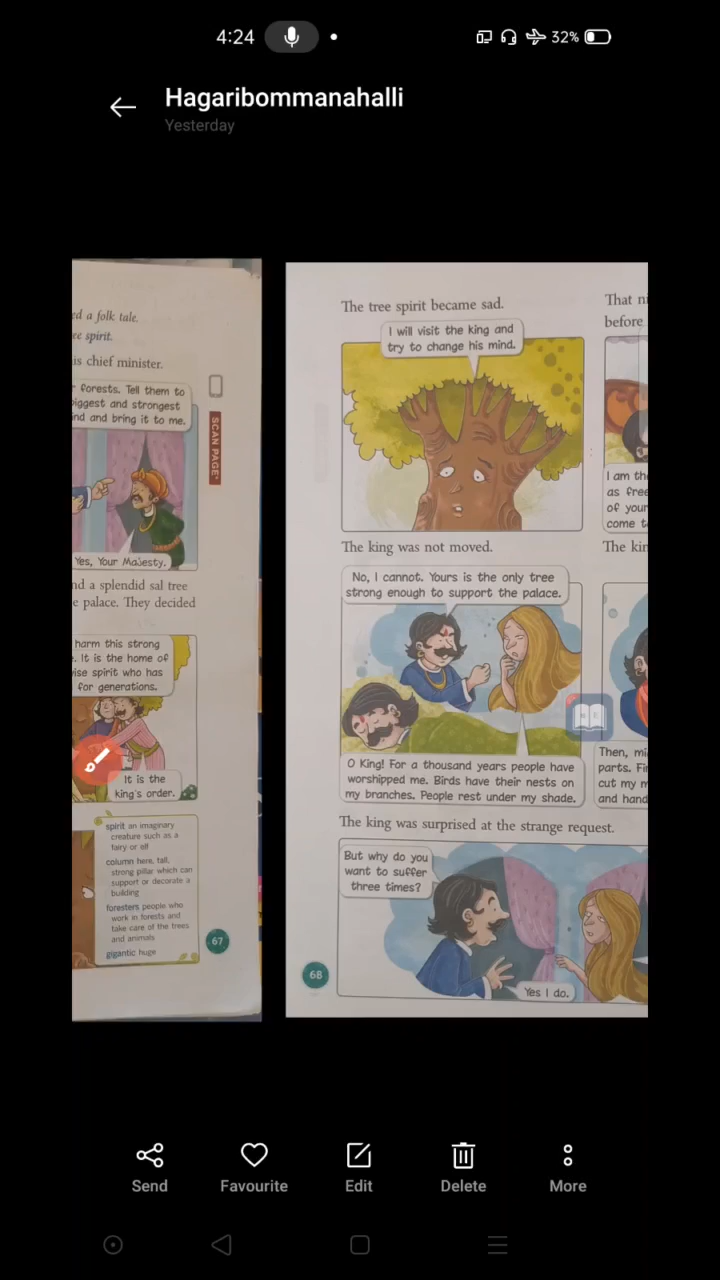 4:24
32%
Hagaribommanahalli
Yesterday
ed a folk tale.
ee spirit.
is chief minister.
forests. Tell them to
iggest and strongest
ind and bring it to me.
SCAN PAGE
Yes, Your Majesty.
nd a splendid sal tree
e palace. They decided
harm this strong
. It is the home of
ise spirit who has
for generations.
It is the
king's order.
spirit an imaginary
creature such as a
fairy or elf
column here, tall,
strong pillar which can
support or decorate a
building
foresters people who
work in forests and
take care of the trees
and animals
gigantic huge
67
The tree spirit became sad.
I will visit the king and
try to change his mind.
The king was not moved.
No, I cannot. Yours is the only tree
strong enough to support the palace.
O King! For a thousand years people have
worshipped me. Birds have their nests on
my branches. People rest under my shade.
The king was surprised at the strange request.
But why do you
want to suffer
three times?
Yes I do.
68
That ni
before
I am th
as free
of your
come t
The kin
Then, mi
parts. Fi
cut my m
and hand
Send
Favourite
Edit
Delete
More